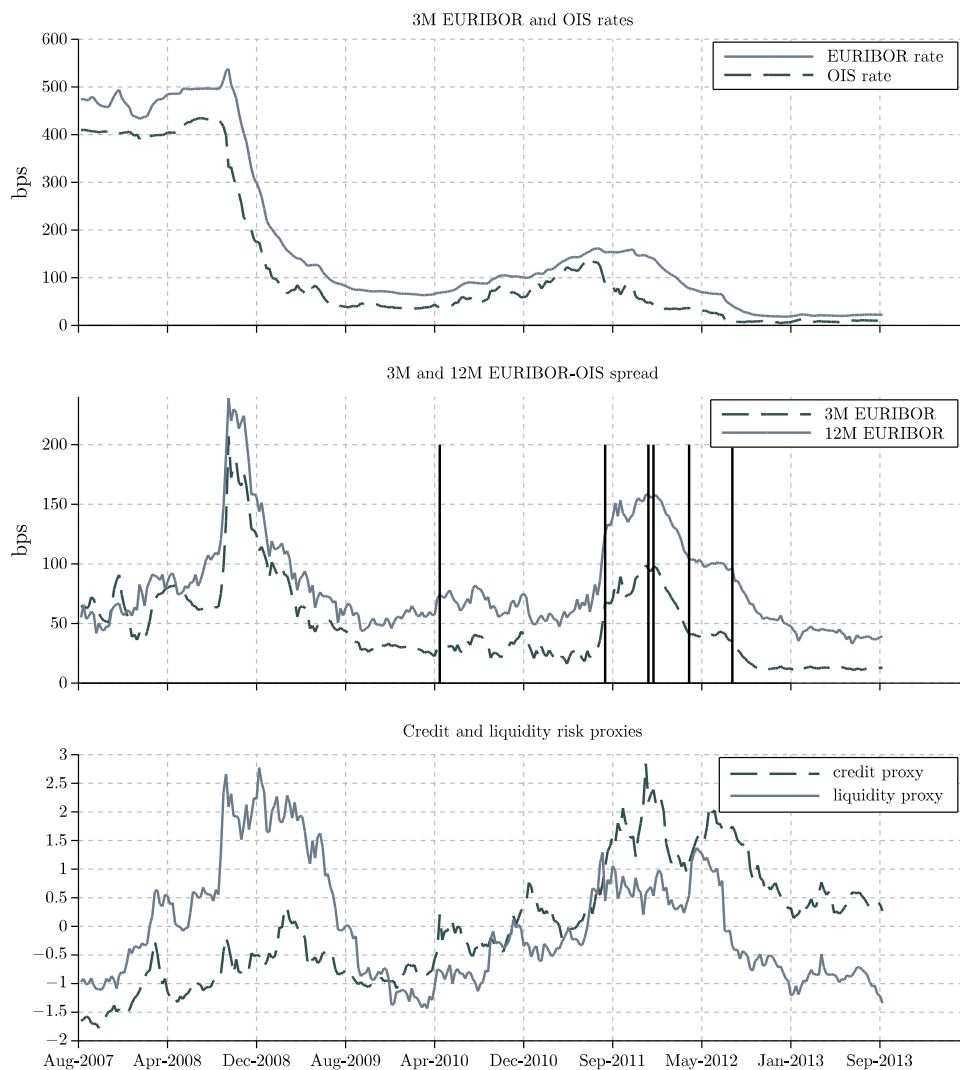 3M EURIBOR and OIS rates
600
500
400
300
200
100
0
bps
EURIBOR rate
OIS rate
3M and 12M EURIBOR-OIS spread
200
150
100
50
0
bps
3M EURIBOR
12M EURIBOR
Credit and liquidity risk proxies
3
2.5
2
1.5
1
0.5
0
−0.5
−1
−1.5
−2
credit proxy
liquidity proxy
Aug-2007 Apr-2008 Dec-2008 Aug-2009 Apr-2010 Dec-2010 Sep-2011 May-2012 Jan-2013 Sep-2013